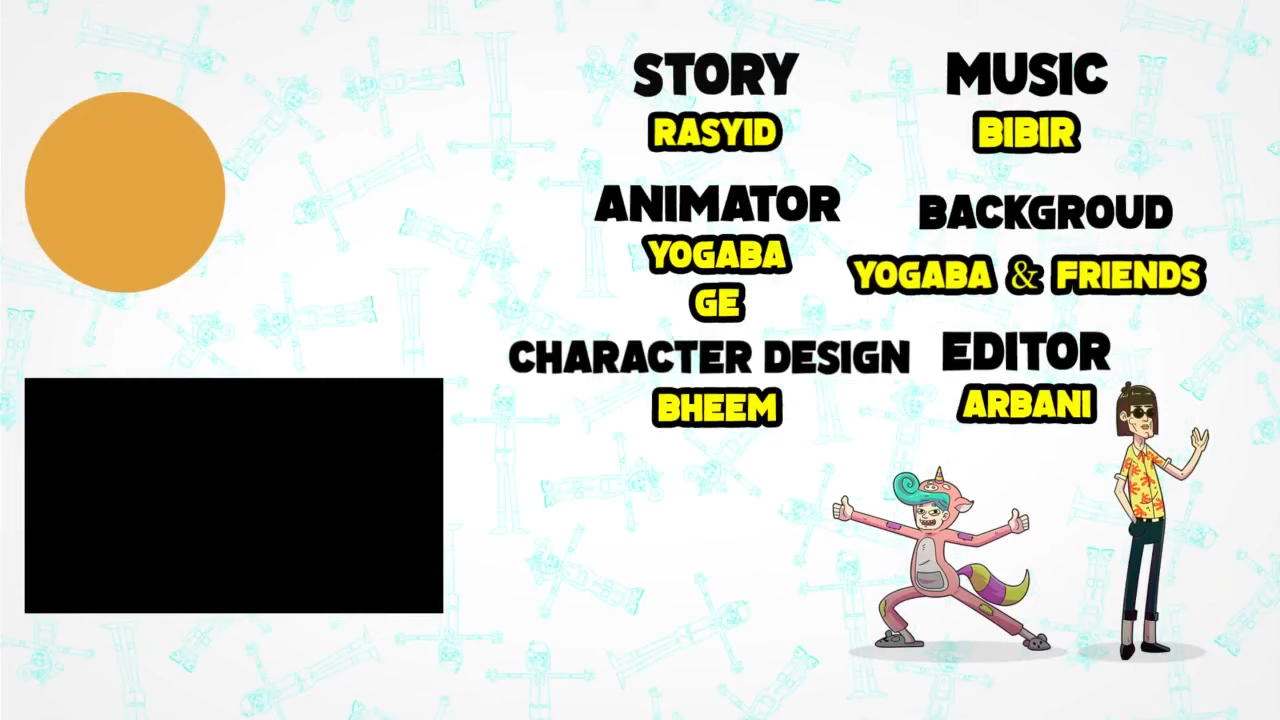 STORY
RASYID
MUSIC
BIBIR
ANIMATOR
YOGABA
GE
BACKGROUD
YOGABA & FRIENDS
CHARACTER DESIGN
BHEEM
EDITOR
ARBANI